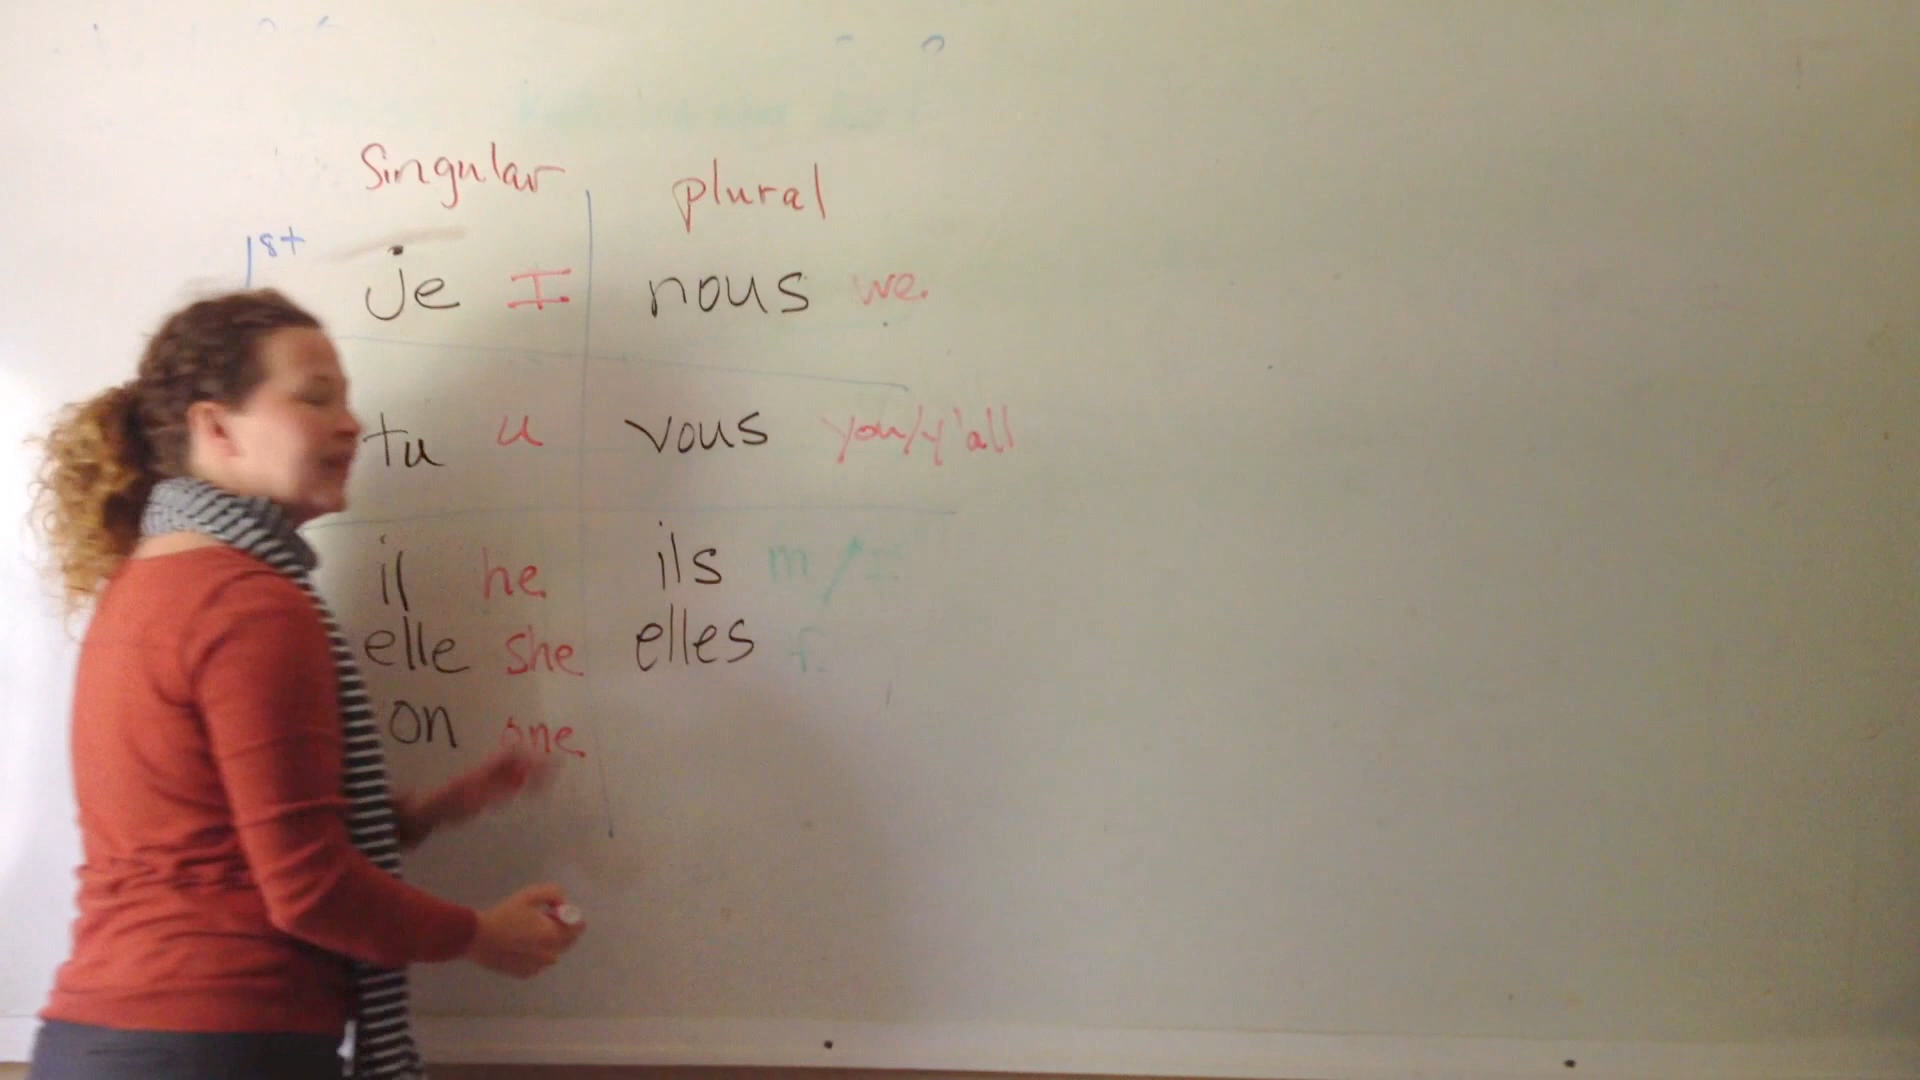 Singular plural
1st je I nous we.
tu u vous you/y'all
il he. ils m/
elle she elles f.
on one